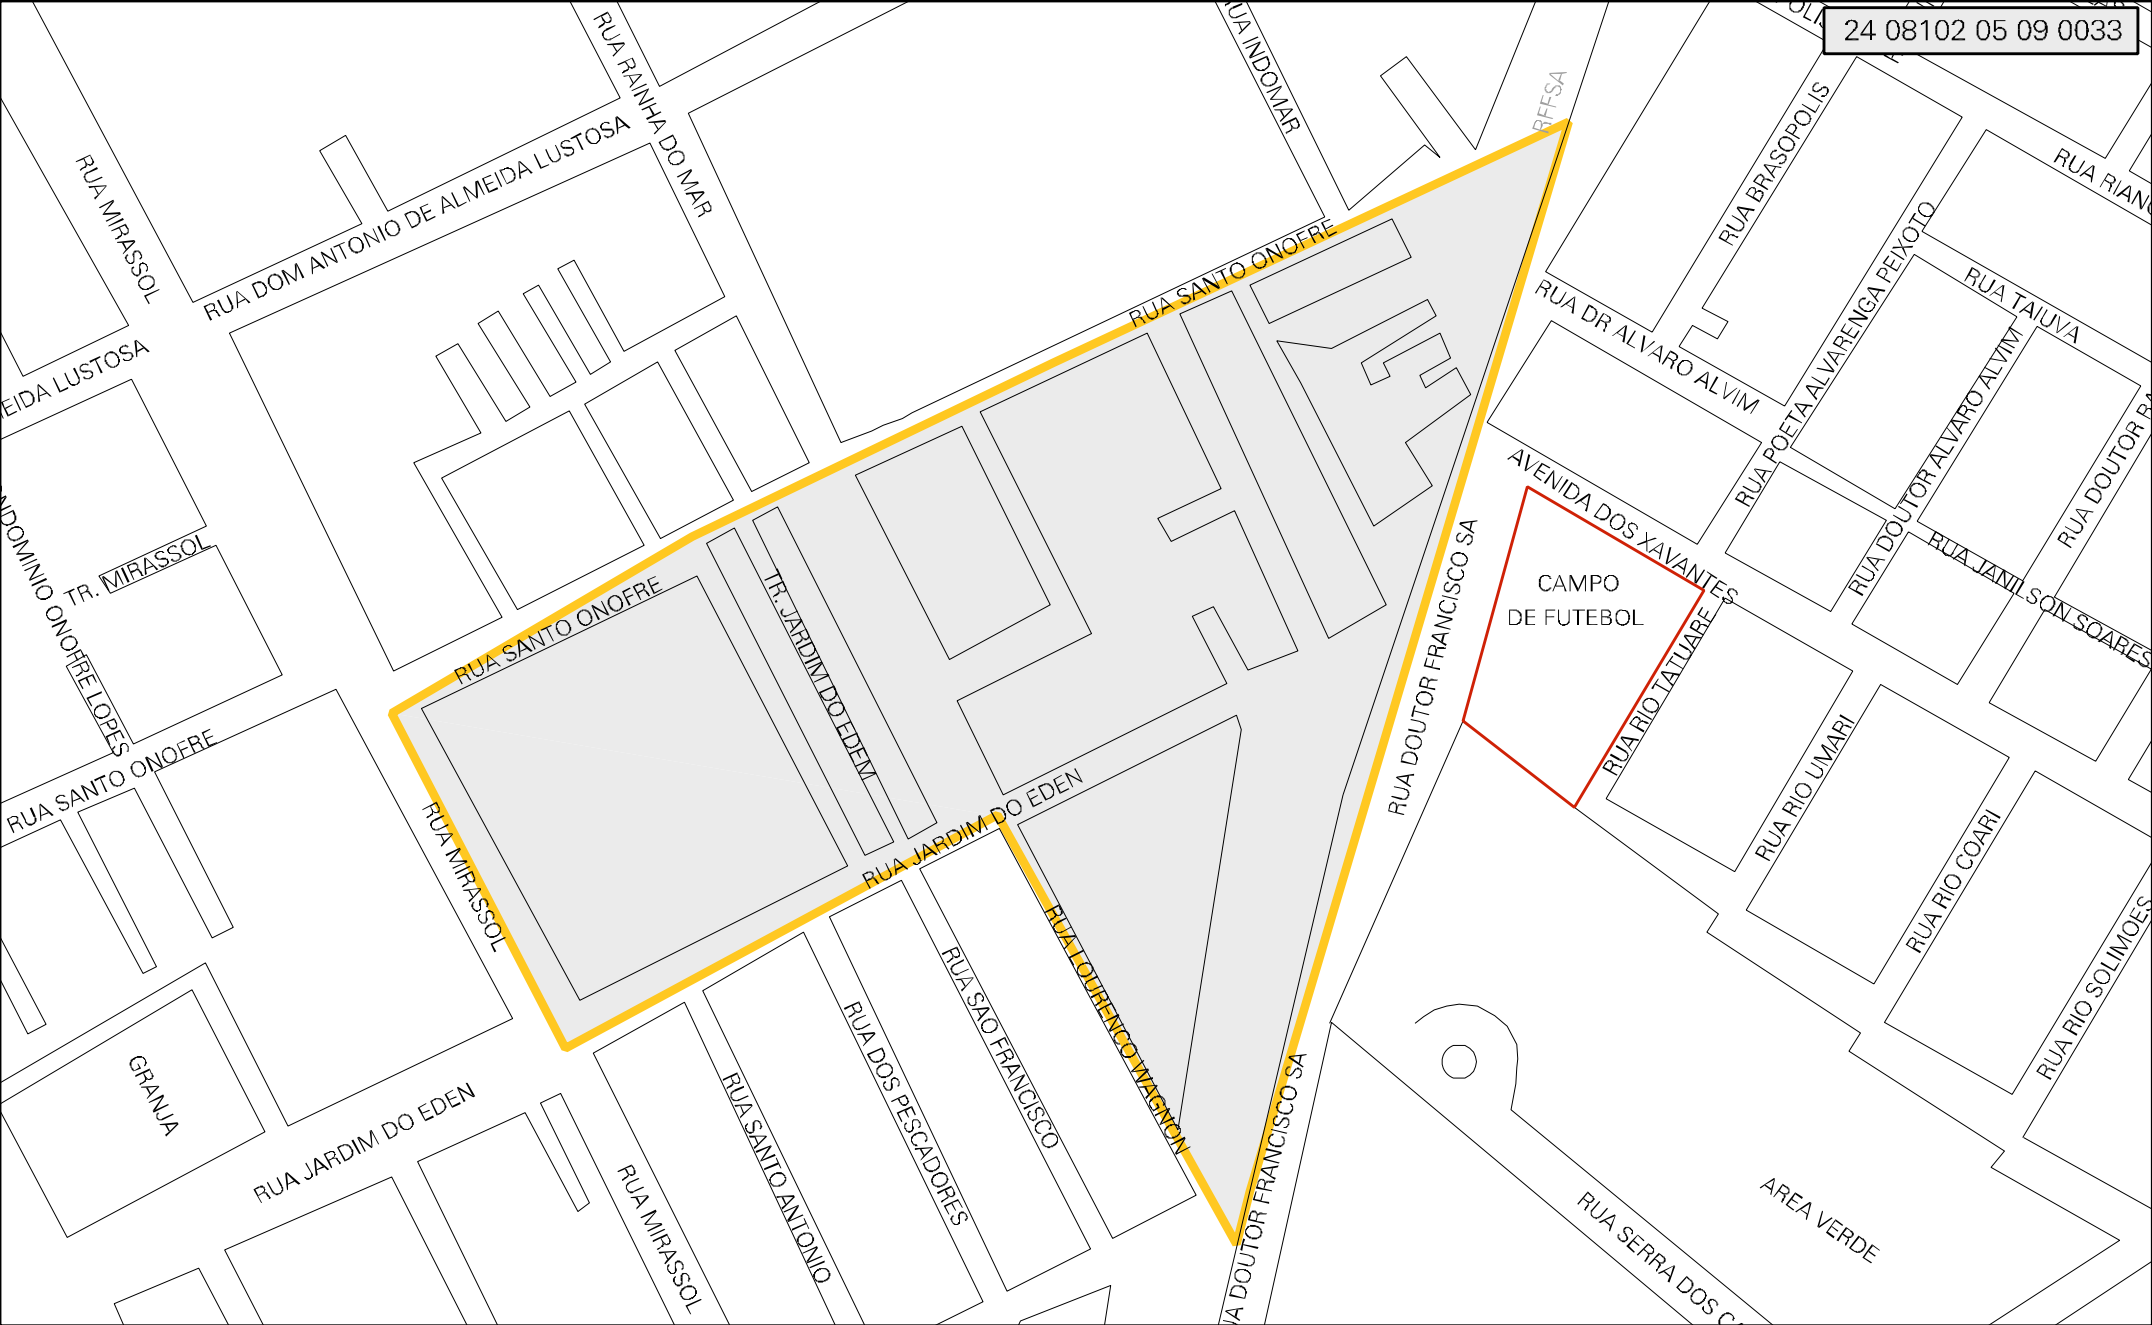 24 08102 05 09 0033
RUA RAINHA DO MAR
RUA INDOMAR
RFFSA
RUA BRASOPOLIS
RUA MIRASSOL
RUA DOM ANTONIO DE ALMEIDA LUSTOSA
RUA POETA ALVARENGA PEIXOTO
RUA TAIUVA
RUA SANTO ONOFRE
RUA DR ALVARO ALVIM
RUA DOUTOR ALVARO ALVIM
EIDA LUSTOSA
RUA DOUTOR
AVENIDA DOS XAVANTES
RUA JANILSON SOARES
TR. MIRASSOL
NDOMINIO ONOFRE LOPES
RUA SANTO ONOFRE
TR. JARDIM DO EDEM
RUA DOUTOR FRANCISCO SA
CAMPO
DE FUTEBOL
RUA RIO TATUARE
RUA SANTO ONOFRE
RUA MIRASSOL
RUA JARDIM DO EDEN
RUA RIO UMARI
RUA RIO COARI
RUA RIO SOLIMOES
RUA LOURENCO WAGNON
RUA SAO FRANCISCO
RUA DOS PESCADORES
GRANJA
RUA JARDIM DO EDEN
RUA SANTO ANTONIO
RUA MIRASSOL
RUA DOUTOR FRANCISCO SA
UA DOUTOR FRANCISCO SA
RUA SERRA DOS
AREA VERDE